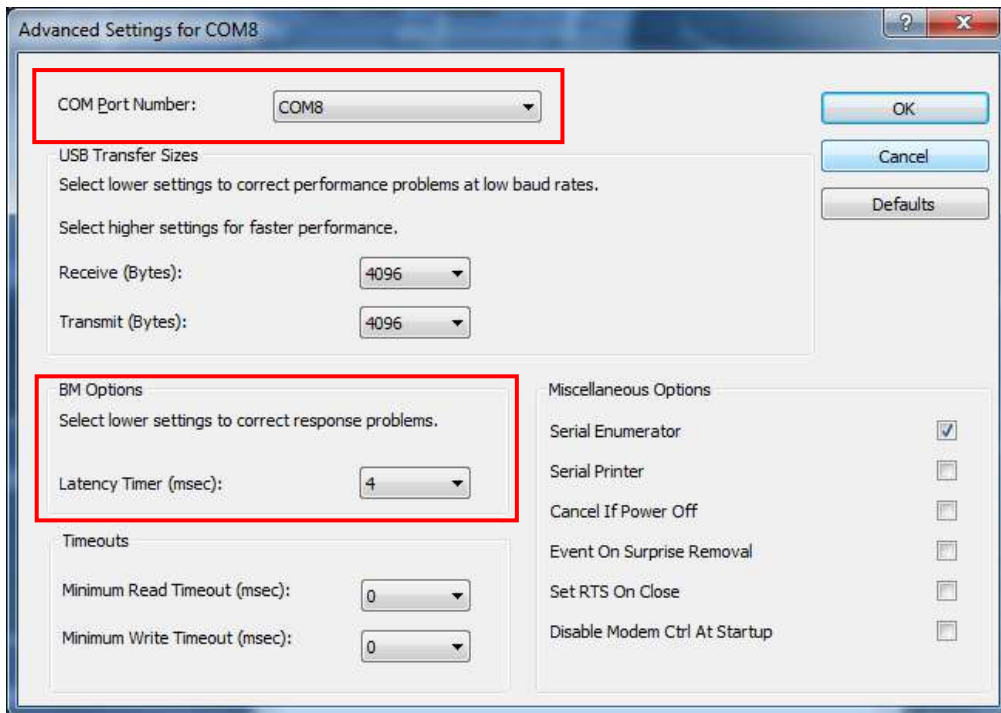 Advanced Settings for COM8
COM Port Number: COM8
OK
USB Transfer Sizes
Cancel
Select lower settings to correct performance problems at low baud rates.
Defaults
Select higher settings for faster performance.
Receive (Bytes): 4096
Transmit (Bytes): 4096
BM Options
Select lower settings to correct response problems.
Latency Timer (msec): 4
Timeouts
Minimum Read Timeout (msec): 0
Minimum Write Timeout (msec): 0
Miscellaneous Options
Serial Enumerator
Serial Printer
Cancel If Power Off
Event On Surprise Removal
Set RTS On Close
Disable Modem Ctrl At Startup